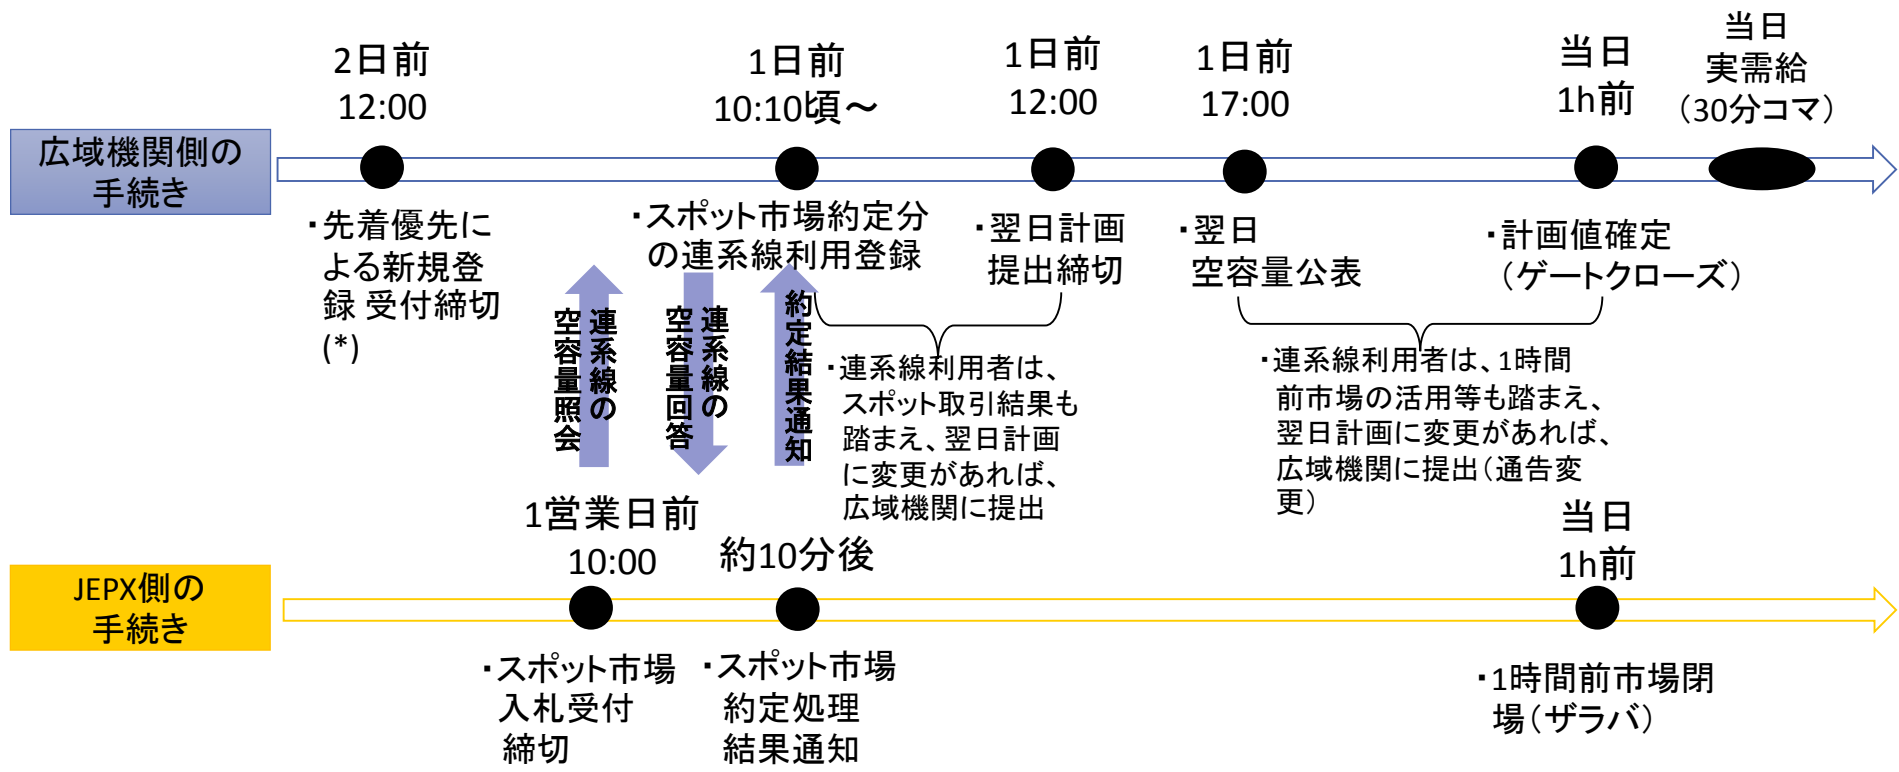 2日前
12:00
1日前
10:10頃～
1日前
12:00
1日前
17:00
当日
1h前
当日
実需給
（30分コマ）
広域機関側の
手続き
・先着優先に
よる新規登
録 受付締切
(*)
・スポット市場約定分
の連系線利用登録
・翌日計画
提出締切
・翌日
空容量公表
・計画値確定
（ゲートクローズ）
連系線の
空容量照会
連系線の
空容量回答
約定結果通知
・連系線利用者は、
スポット取引結果も
踏まえ、翌日計画
に変更があれば、
広域機関に提出
・連系線利用者は、1時間
前市場の活用等も踏まえ、
翌日計画に変更があれば、
広域機関に提出（通告変
更）
1営業日前
10:00
約10分後
当日
1h前
JEPX側の
手続き
・スポット市場
入札受付
締切
・スポット市場
約定処理
結果通知
・1時間前市場閉
場（ザラバ）